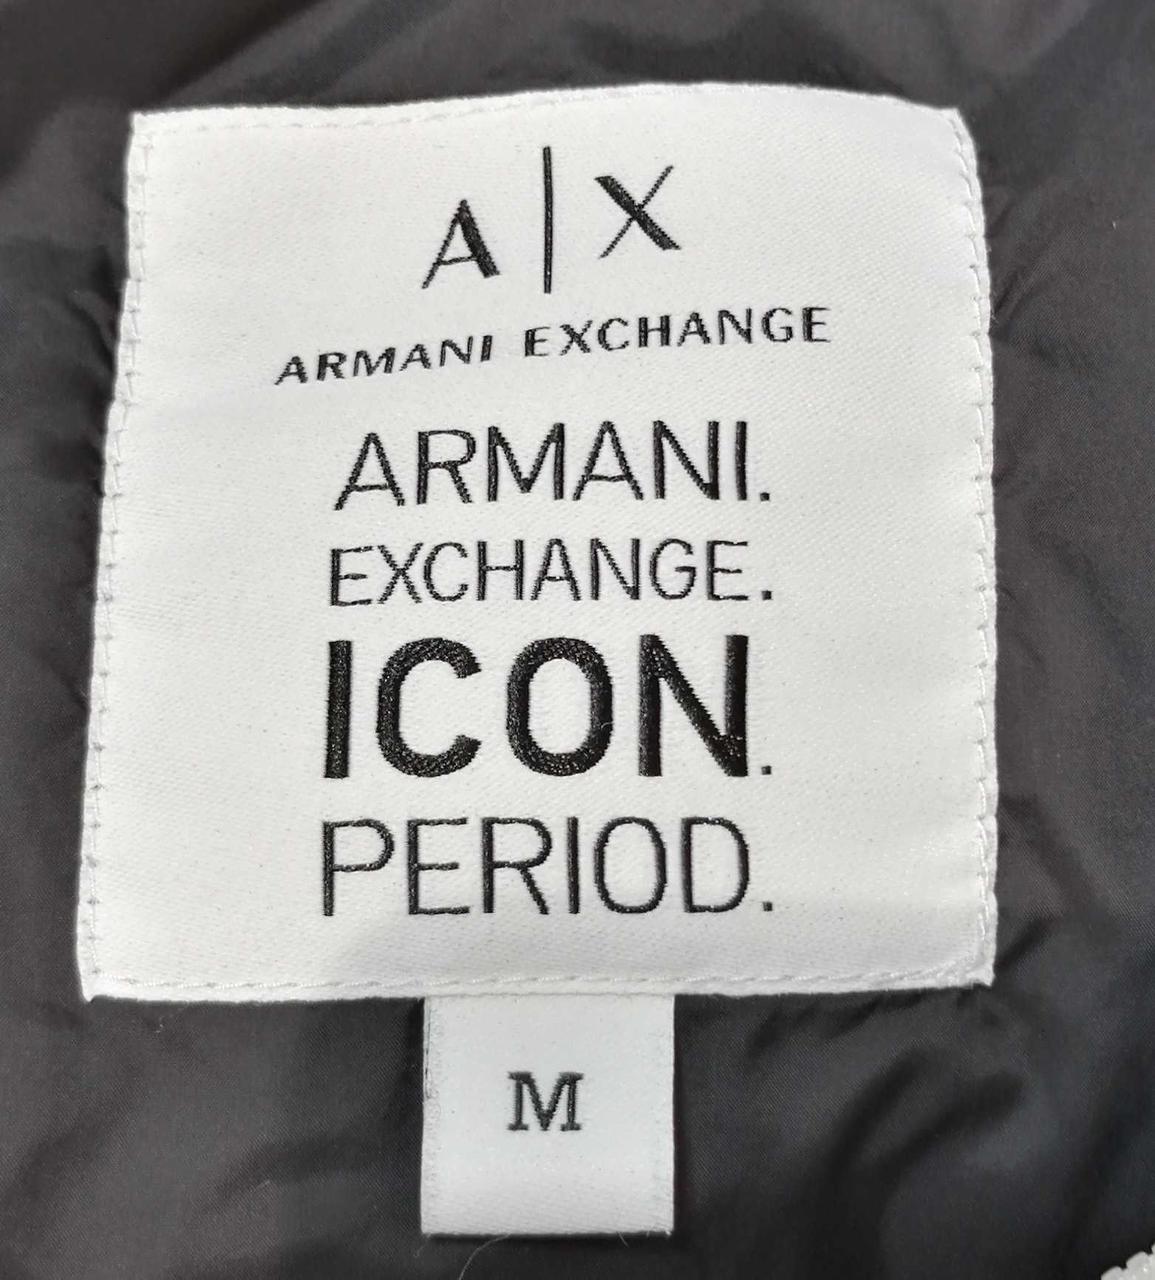 A|X
ARMANI EXCHANGE
ARMANI.
EXCHANGE.
ICON.
PERIOD.
M